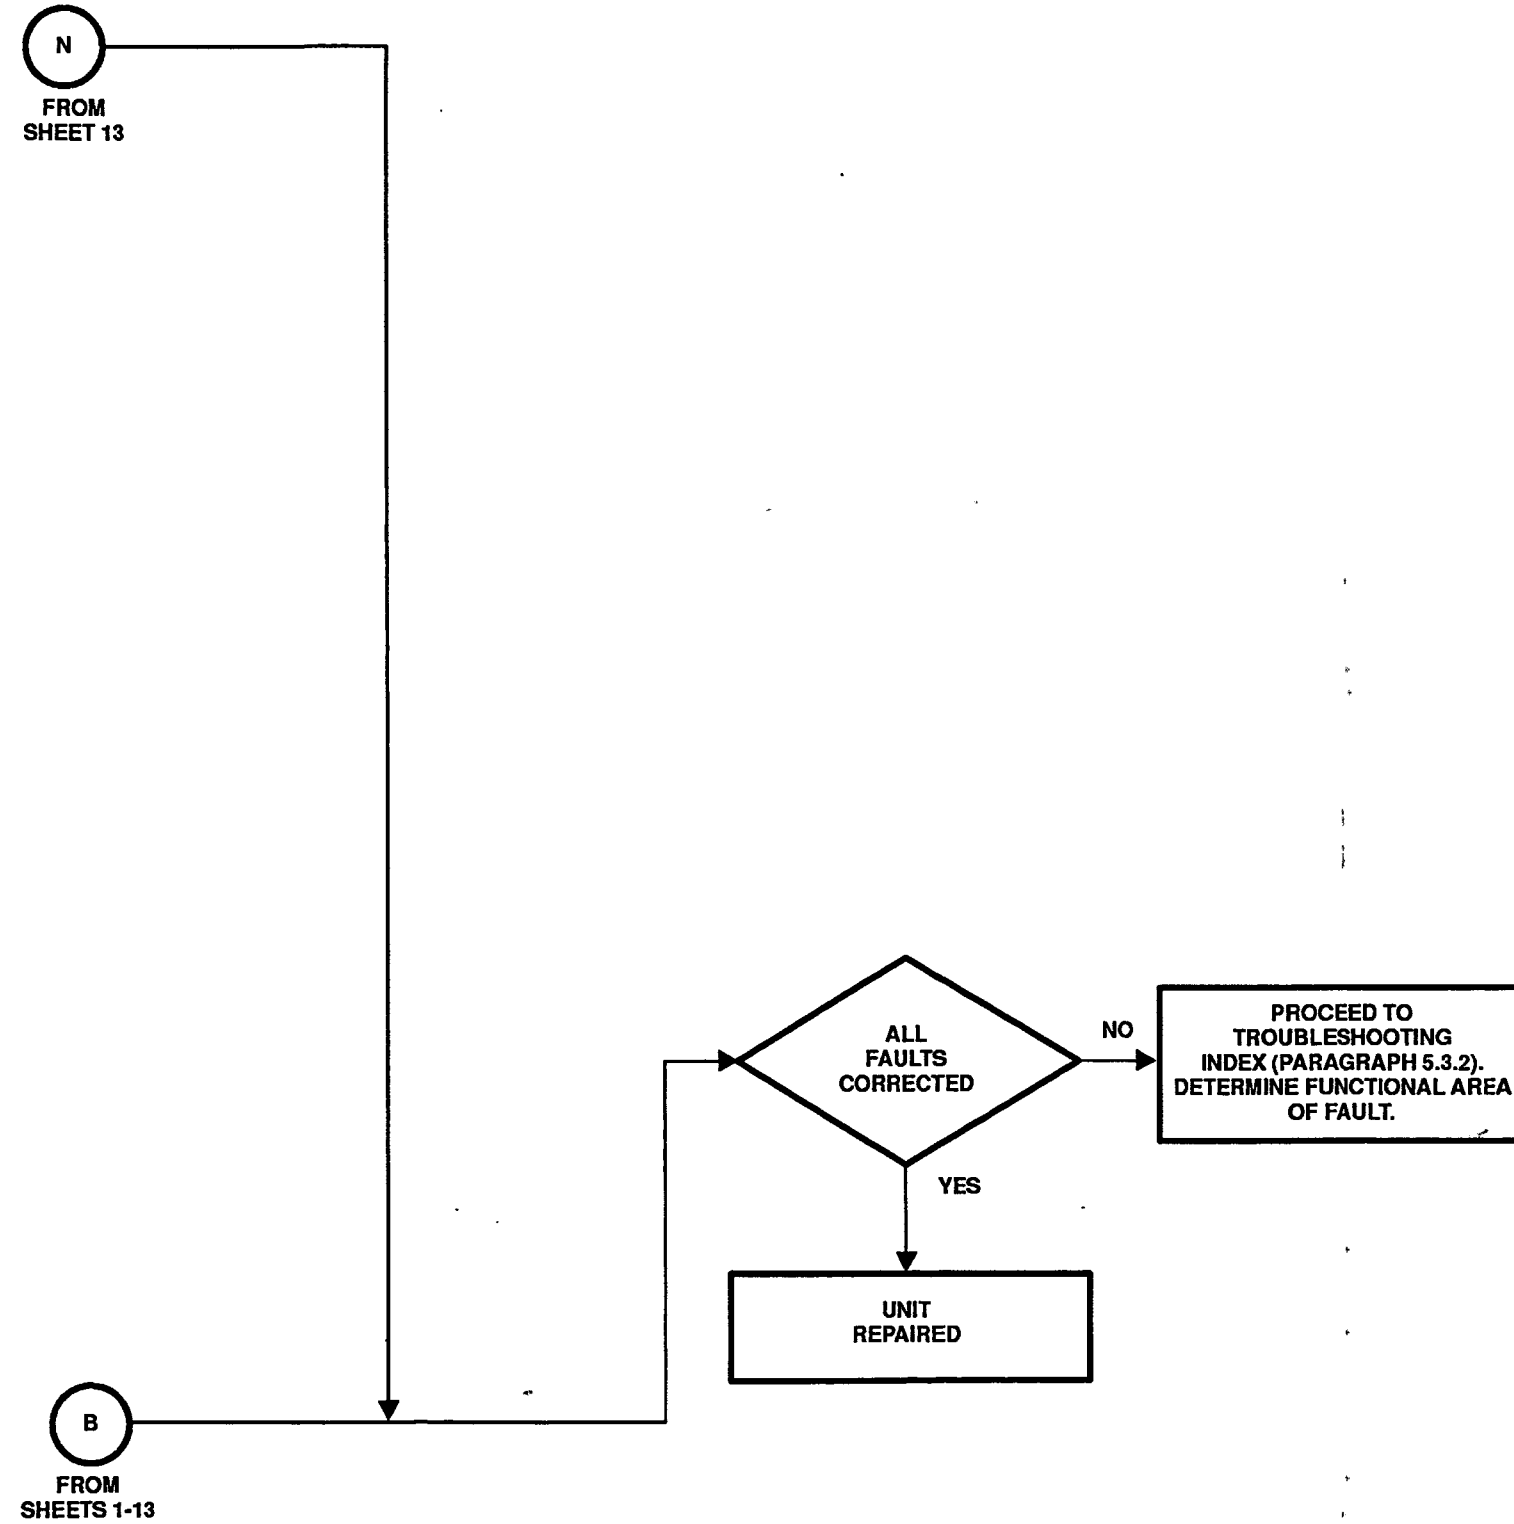 N
FROM
SHEET 13
ALL
FAULTS
CORRECTED
NO
PROCEED TO
TROUBLESHOOTING
INDEX (PARAGRAPH 5.3.2).
DETERMINE FUNCTIONAL AREA
OF FAULT.
YES
UNIT
REPAIRED
B
FROM
SHEETS 1-13